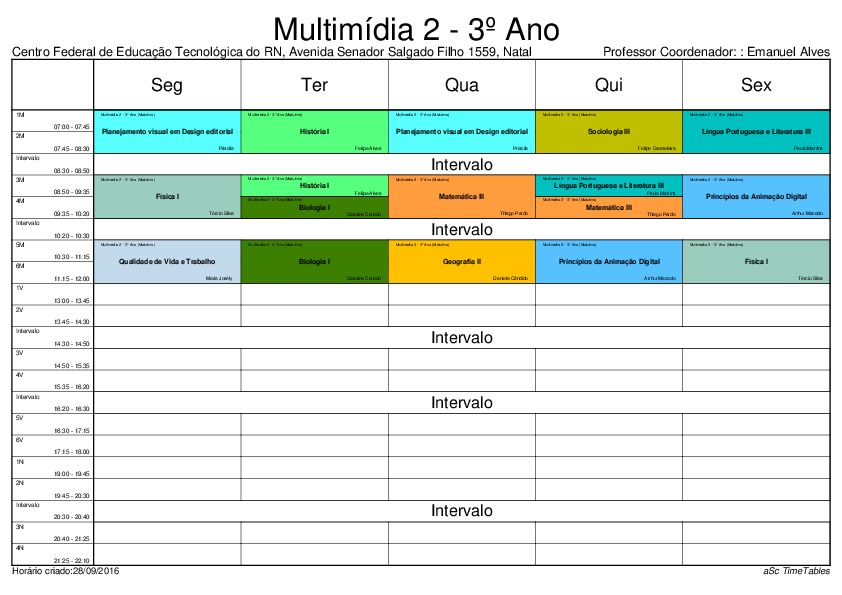 Multimídia 2 - 3º Ano
Centro Federal de Educação Tecnológica do RN, Avenida Senador Salgado Filho 1559, Natal
Professor Coordenador: : Emanuel Alves
Seg Ter Qua Qui Sex
1M
07:00 - 07:45
2M
07:45 - 08:30
Multimídia 2 - 3º Ano (Matutino)
Planejamento visual em Design editorial
Priscila
Multimídia 2 - 3º Ano (Matutino)
História I
Felipe Alves
Multimídia 2 - 3º Ano (Matutino)
Planejamento visual em Design editorial
Priscila
Multimídia 2 - 3º Ano (Matutino)
Sociologia III
Felipe
Multimídia 2 - 3º Ano (Matutino)
Língua Portuguesa e Literatura III
Paulo Martins
Intervalo
08:30 - 08:50
Intervalo
3M
08:50 - 09:35
4M
09:35 - 10:20
Multimídia 2 - 3º Ano (Matutino)
Física I
Tércio Silva
Multimídia 2 - 3º Ano (Matutino)
História I
Felipe Alves
Multimídia 2 - 3º Ano (Matutino)
Biologia I
Multimídia 2 - 3º Ano (Matutino)
Matemática III
Thiago Pardo
Multimídia 2 - 3º Ano (Matutino)
Língua Portuguesa e Literatura III
Paulo Martins
Multimídia 2 - 3º Ano (Matutino)
Matemática III
Thiago Pardo
Multimídia 2 - 3º Ano (Matutino)
Princípios da Animação Digital
Arthur Macedo
Intervalo
10:20 - 10:30
Intervalo
5M
10:30 - 11:15
6M
11:15 - 12:00
Multimídia 2 - 3º Ano (Matutino)
Qualidade de Vida e Trabalho
Maria Josély
Multimídia 2 - 3º Ano (Matutino)
Biologia I
Multimídia 2 - 3º Ano (Matutino)
Geografia II
Daniela Cândido
Multimídia 2 - 3º Ano (Matutino)
Princípios da Animação Digital
Arthur Macedo
Multimídia 2 - 3º Ano (Matutino)
Física I
Tércio Silva
1V
13:00 - 13:45
2V
13:45 - 14:30
Intervalo
14:30 - 14:50
Intervalo
3V
14:50 - 15:35
4V
15:35 - 16:20
Intervalo
16:20 - 16:30
Intervalo
5V
16:30 - 17:15
6V
17:15 - 18:00
1N
19:00 - 19:45
2N
19:45 - 20:30
Intervalo
20:30 - 20:40
Intervalo
3N
20:40 - 21:25
4N
21:25 - 22:10
Horário criado:28/09/2016
aSc TimeTables